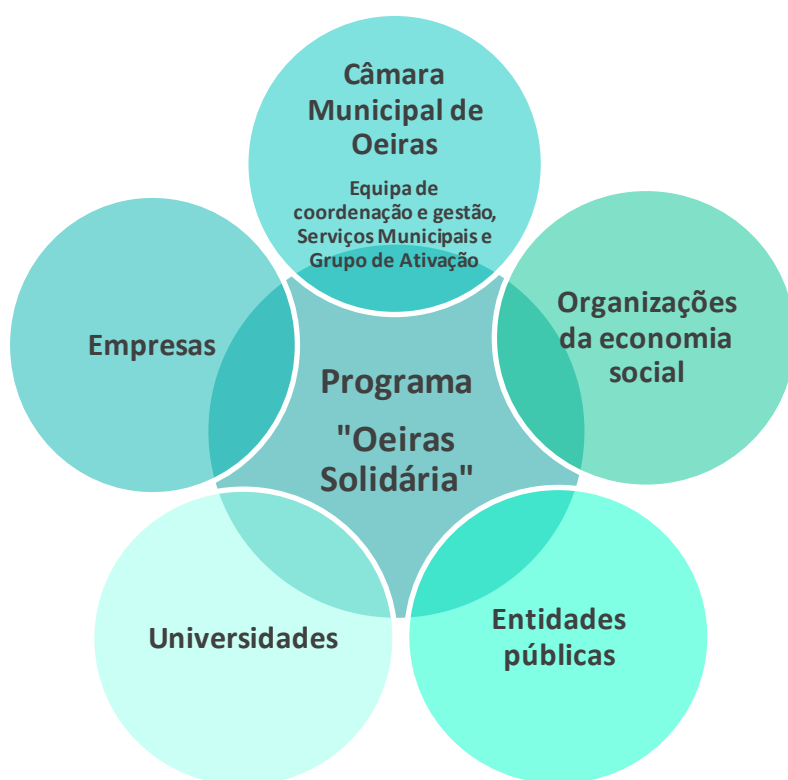 Câmara
Municipal de
Oeiras
Equipa de
coordenação e gestão,
Serviços Municipais e
Grupo de Ativação
Empresas
Organizações
da economia
social
Programa
"Oeiras
Solidária"
Universidades
Entidades
públicas